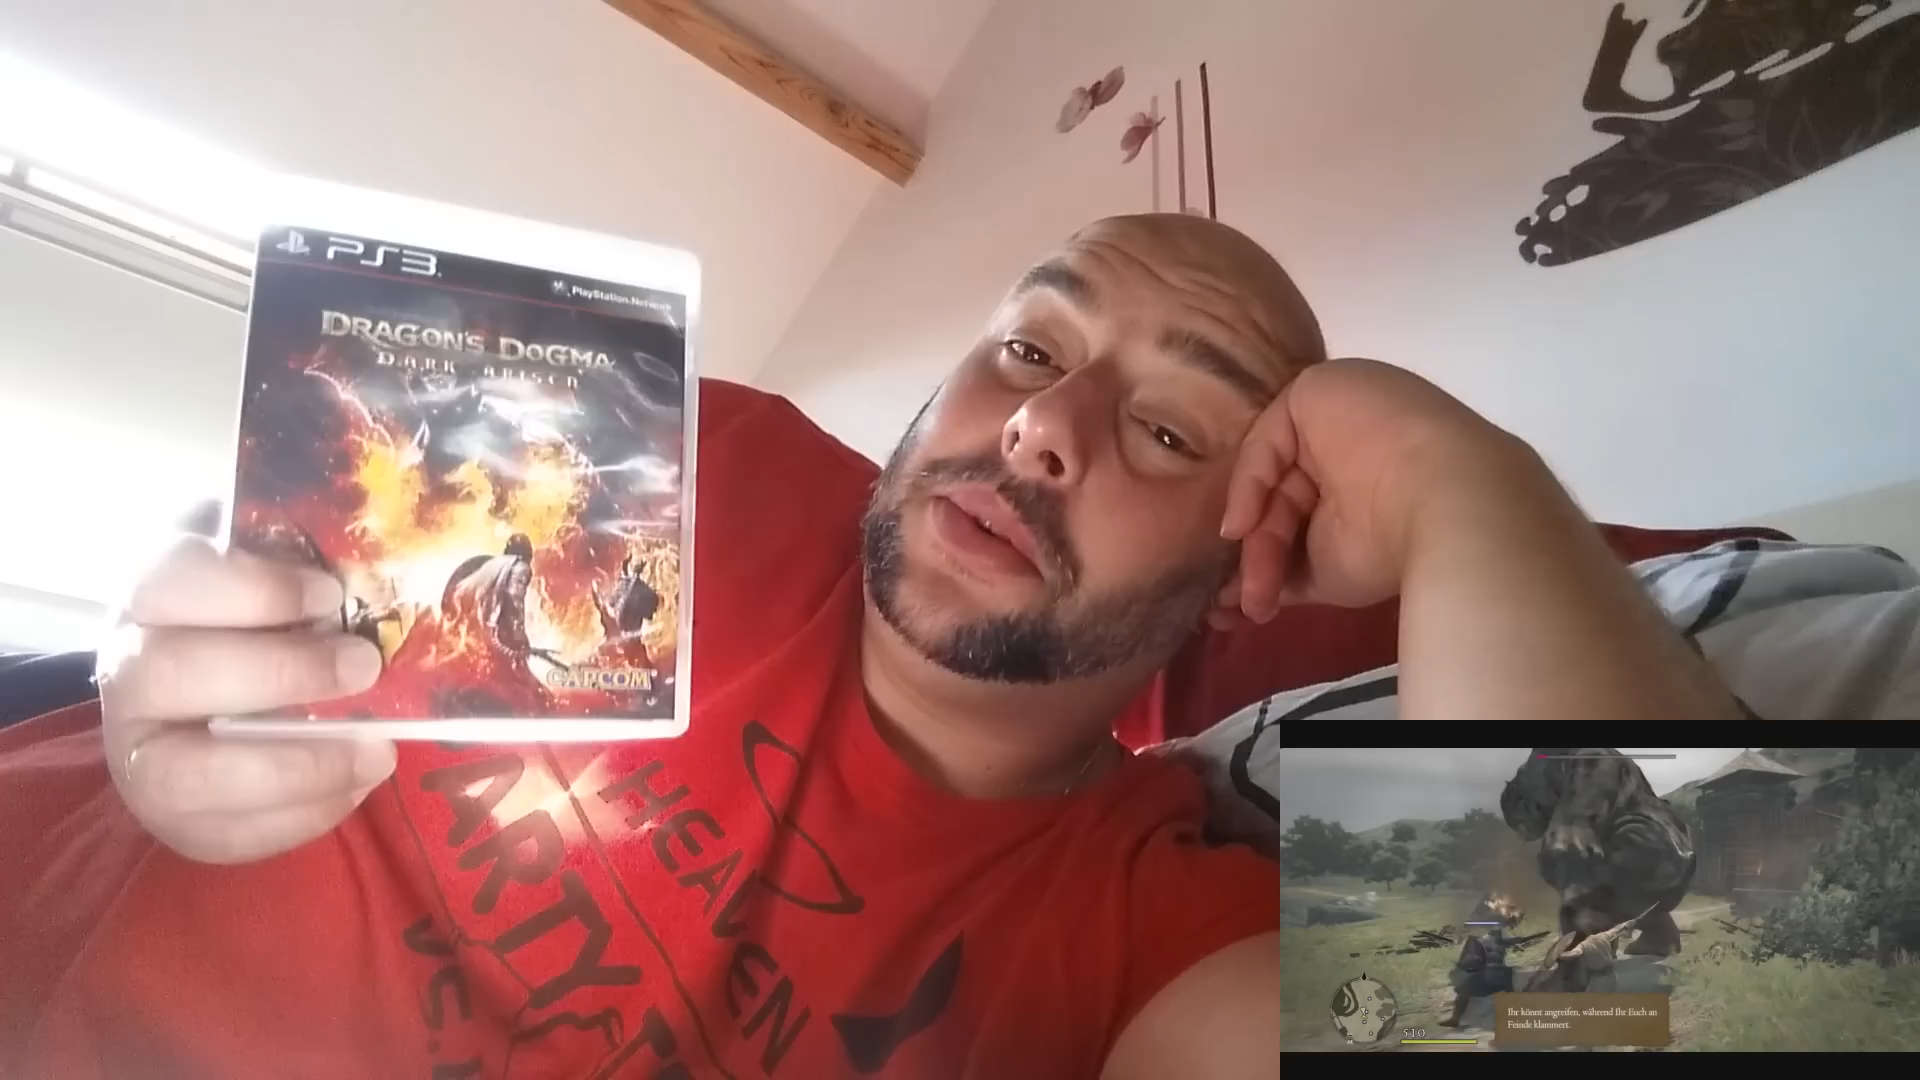 PS3
PlayStation Network
DRAGON'S DOGMA
DARK ARISEN
CAPCOM
HEAVEN
510
Ihr könnt angreifen, während Ihr Euch an
Feinde klammert.